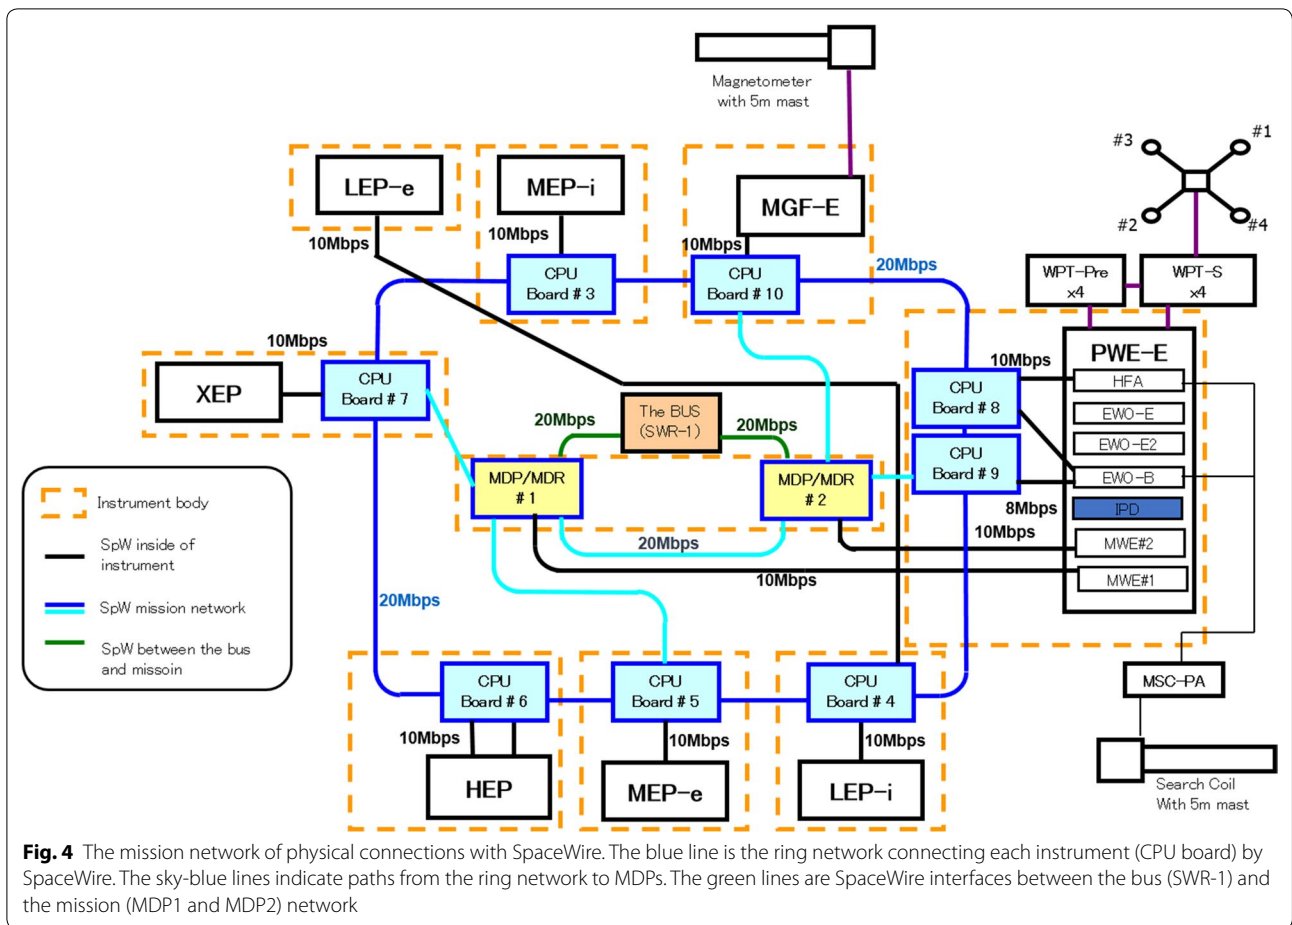 Magnetometer
with 5m mast
#3
#1
#2
#4
LEP-e
MEP-i
MGF-E
10Mbps
10Mbps
10Mbps
CPU
Board # 3
CPU
Board # 10
20Mbps
WPT-Pre
x4
WPT-S
x4
10Mbps
XEP
CPU
Board # 7
PWE-E
10Mbps
HFA
CPU
Board # 8
EWO-E
EWO-E2
The BUS
(SWR-1)
20Mbps
20Mbps
CPU
Board # 9
EWO-B
8Mbps
IPD
MDP/MDR
# 1
MDP/MDR
# 2
10Mbps
MWE#2
20Mbps
10Mbps
MWE#1
Instrument body
SpW inside of
instrument
SpW mission network
SpW between the bus
and missoin
20Mbps
CPU
Board # 6
CPU
Board # 5
CPU
Board # 4
MSC-PA
10Mbps
10Mbps
10Mbps
HEP
MEP-e
LEP-i
Search Coil
With 5m mast
Fig. 4 The mission network of physical connections with SpaceWire. The blue line is the ring network connecting each instrument (CPU board) by
SpaceWire. The sky-blue lines indicate paths from the ring network to MDPs. The green lines are SpaceWire interfaces between the bus (SWR-1) and
the mission (MDP1 and MDP2) network